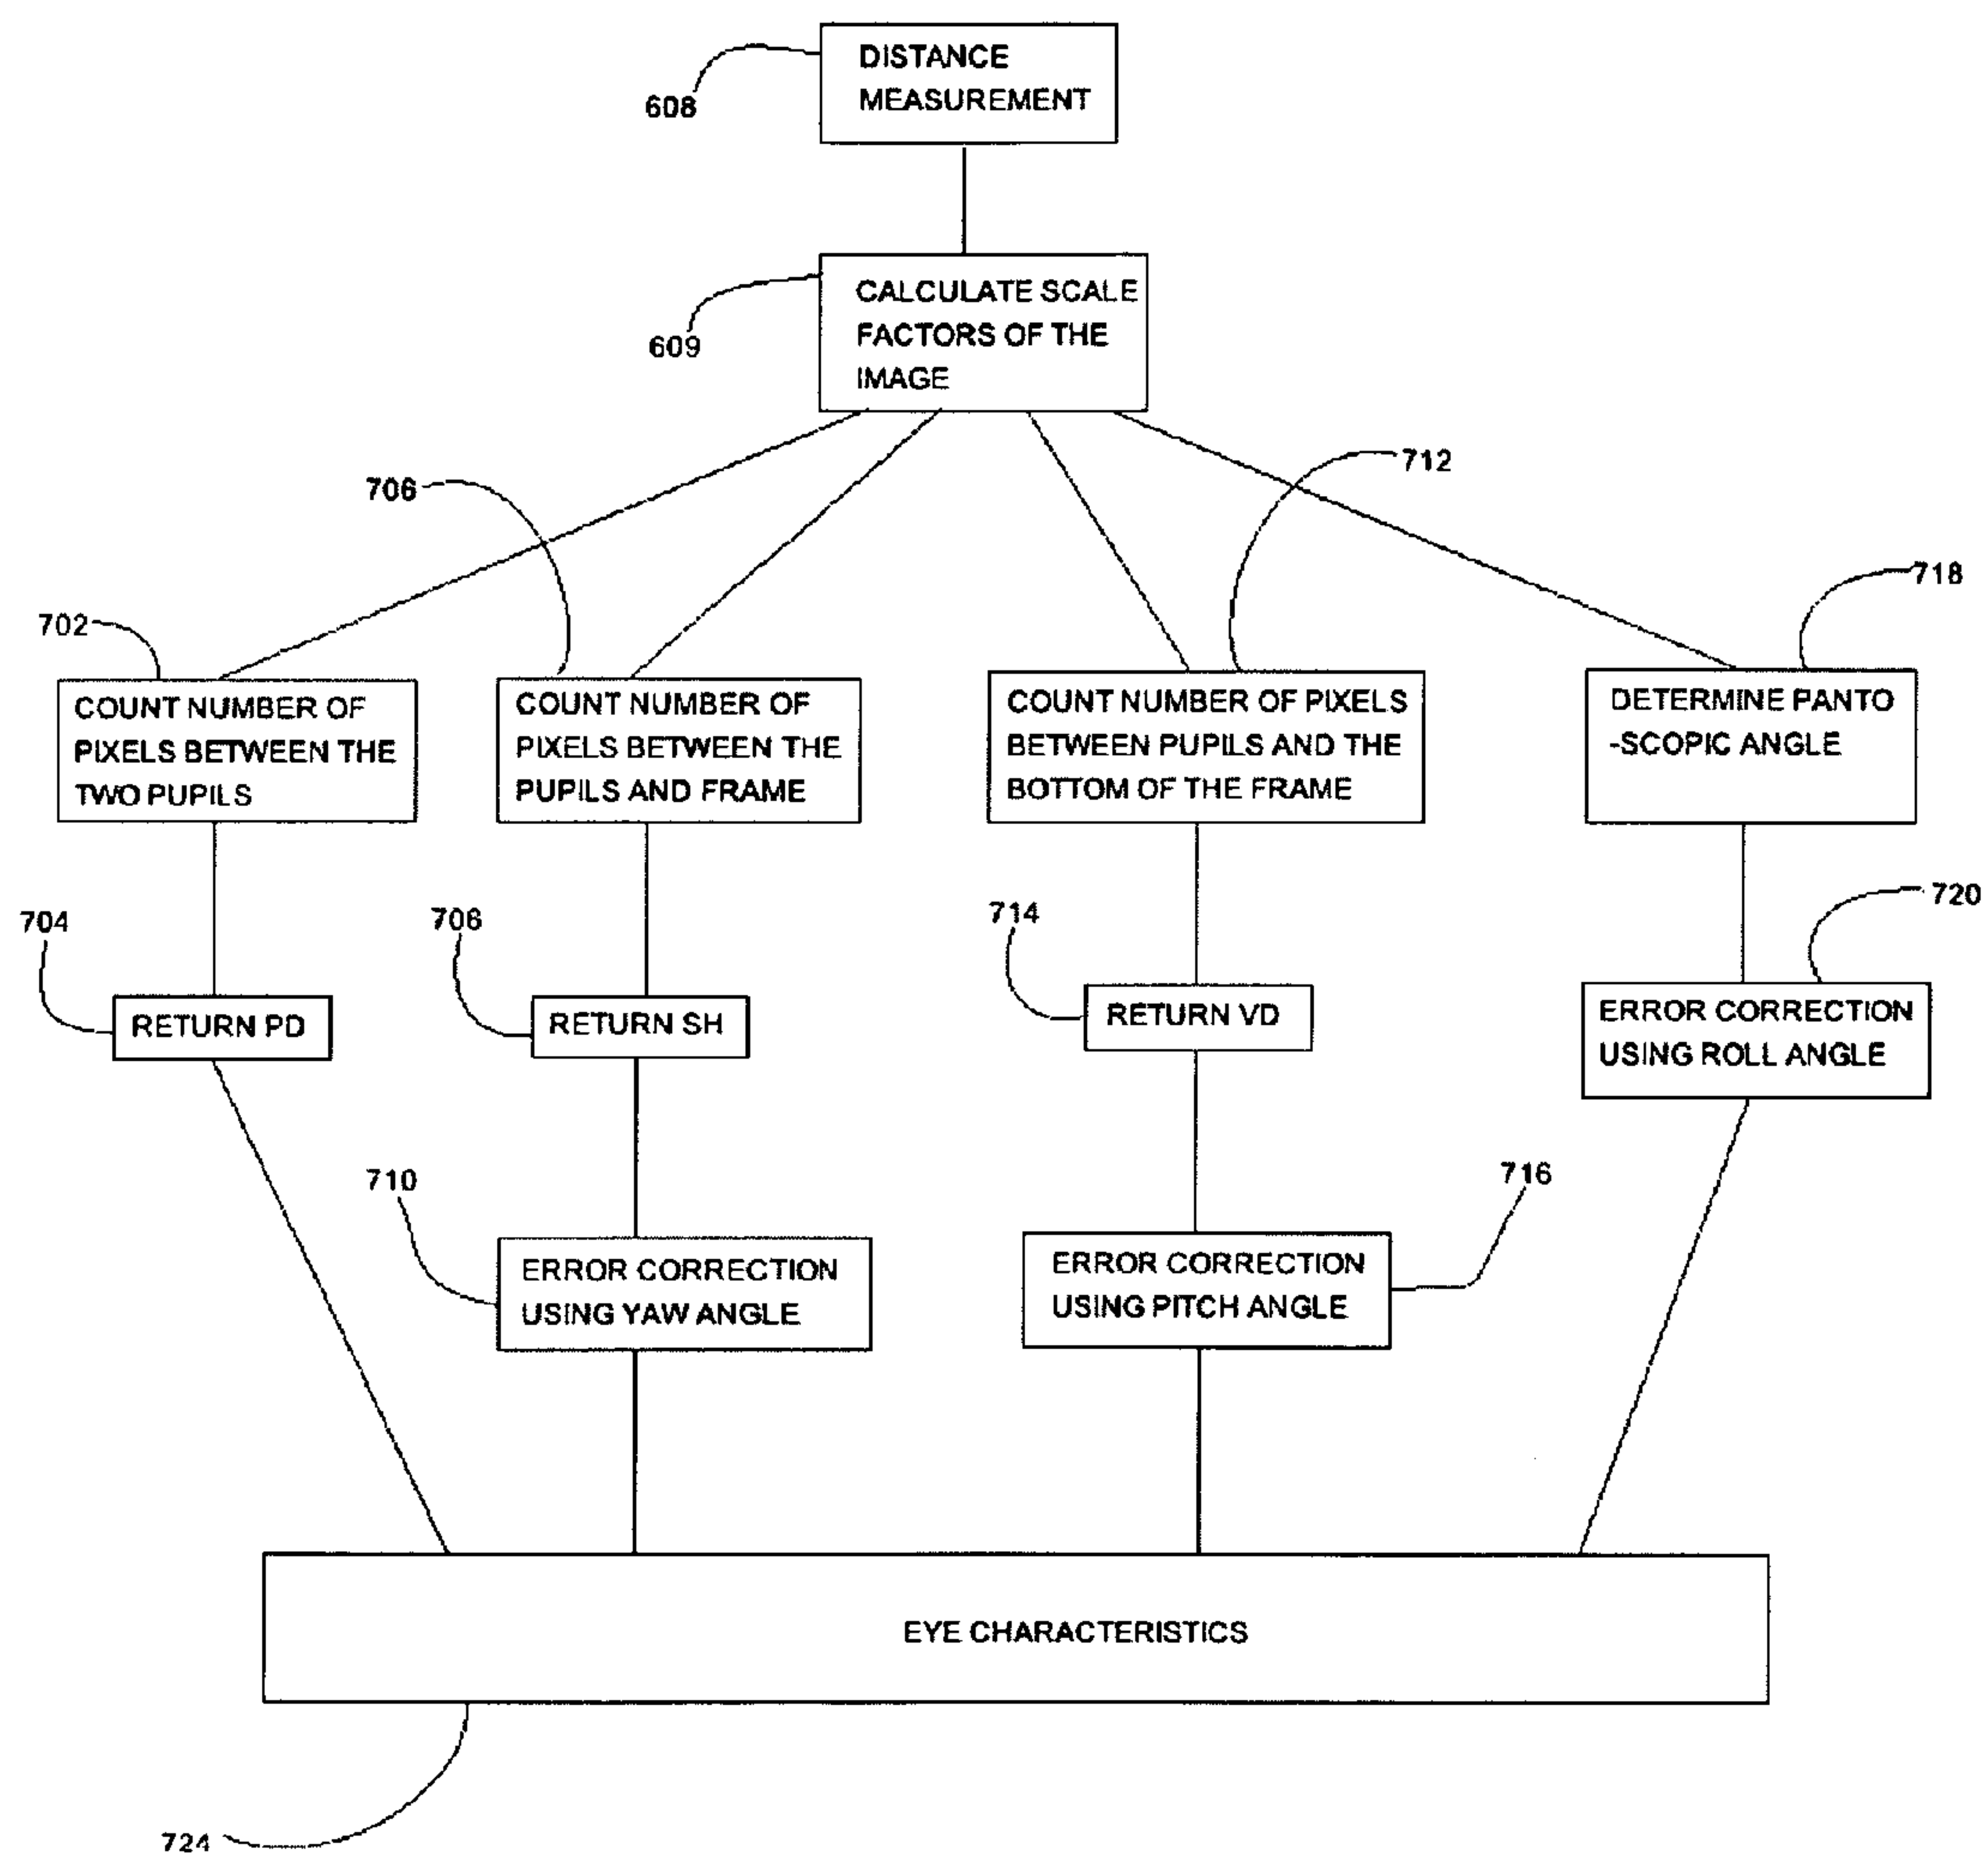 DISTANCE
MEASUREMENT
608
CALCULATE SCALE
FACTORS OF THE
IMAGE
609
706
712
718
702
COUNT NUMBER OF
PIXELS BETWEEN THE
TWO PUPILS
COUNT NUMBER OF
PIXELS BETWEEN THE
PUPILS AND FRAME
COUNT NUMBER OF PIXELS
BETWEEN PUPILS AND THE
BOTTOM OF THE FRAME
DETERMINE PANTO
-SCOPIC ANGLE
704
708
714
720
RETURN PD
RETURN SH
RETURN VD
ERROR CORRECTION
USING ROLL ANGLE
710
716
ERROR CORRECTION
USING YAW ANGLE
ERROR CORRECTION
USING PITCH ANGLE
EYE CHARACTERISTICS
724